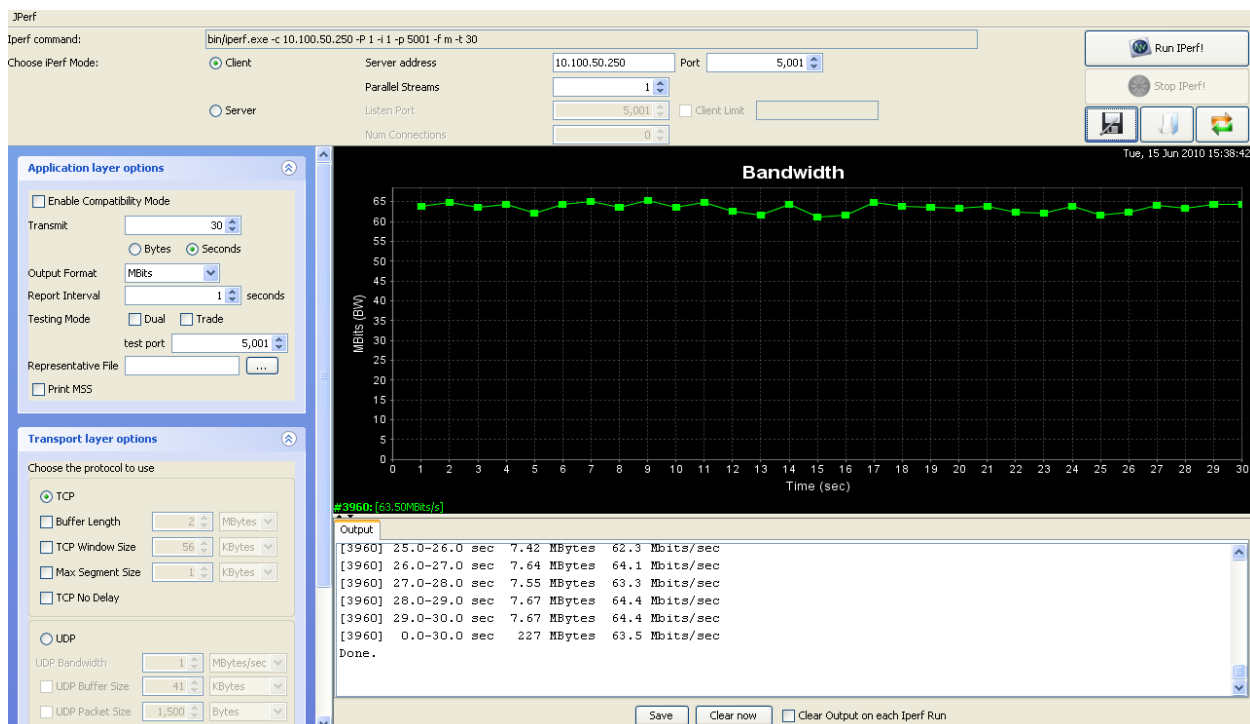 JPerf
Iperf command: bin/iperf.exe -c 10.100.50.250 -P 1 -i 1 -p 5001 -f m -t 30
Choose iPerf Mode: Client Server address 10.100.50.250 Port 5,001
Parallel Streams 1
Server Listen Port 5,001 Client Limit
Num Connections 0
Run IPerf!
Stop IPerf!
Application layer options
Enable Compatibility Mode
Transmit 30
Bytes Seconds
Output Format MBits
Report Interval 1 seconds
Testing Mode Dual Trade
test port 5,001
Representative File ...
Print MSS
Transport layer options
Choose the protocol to use
TCP
Buffer Length 2 MBytes
TCP Window Size 56 KBytes
Max Segment Size 1 KBytes
TCP No Delay
UDP
UDP Bandwidth 1 MBytes/sec
UDP Buffer Size 41 KBytes
UDP Packet Size 1,500 Bytes
Tue, 15 Jun 2010 15:38:42
Bandwidth
MBits (BW)
65
60
55
50
45
40
35
30
25
20
15
10
5
0
0 1 2 3 4 5 6 7 8 9 10 11 12 13 14 15 16 17 18 19 20 21 22 23 24 25 26 27 28 29 30
Time (sec)
#3960: [63.50MBits/s]
Output
[3960] 25.0-26.0 sec 7.42 MBytes 62.3 Mbits/sec
[3960] 26.0-27.0 sec 7.64 MBytes 64.1 Mbits/sec
[3960] 27.0-28.0 sec 7.55 MBytes 63.3 Mbits/sec
[3960] 28.0-29.0 sec 7.67 MBytes 64.4 Mbits/sec
[3960] 29.0-30.0 sec 7.67 MBytes 64.4 Mbits/sec
[3960] 0.0-30.0 sec 227 MBytes 63.5 Mbits/sec
Done.
Save Clear now Clear Output on each Iperf Run